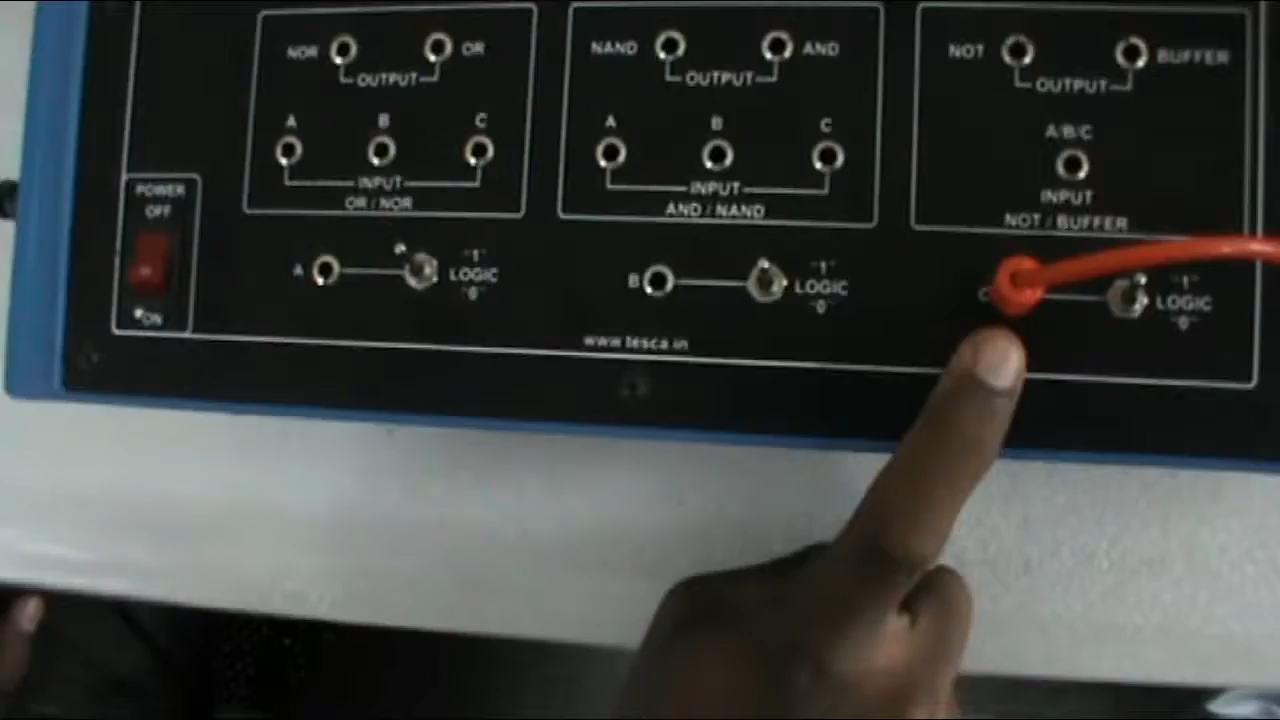 NOR OR
OUTPUT
A B C
INPUT
OR / NOR
NAND AND
OUTPUT
A B C
INPUT
AND / NAND
NOT BUFFER
OUTPUT
A/B/C
INPUT
NOT / BUFFER
POWER
OFF
ON
A "1"
LOGIC
"0"
B "1"
LOGIC
"0"
C "1"
LOGIC
"0"
www.tesca.in